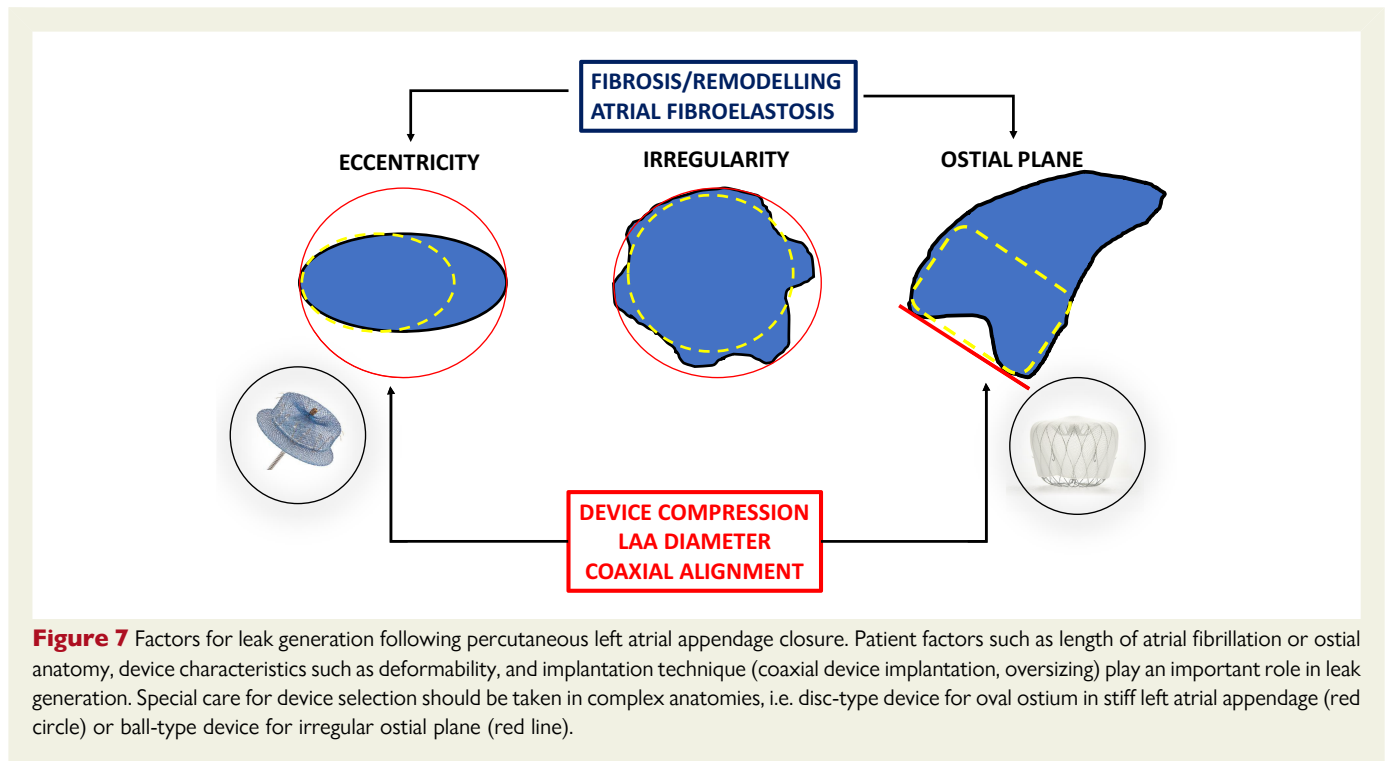 FIBROSIS/REMODELLING
ATRIAL FIBROELASTOSIS
ECCENTRICITY
IRREGULARITY
OSTIAL PLANE
DEVICE COMPRESSION
LAA DIAMETER
COAXIAL ALIGNMENT
Figure 7 Factors for leak generation following percutaneous left atrial appendage closure. Patient factors such as length of atrial fibrillation or ostial
anatomy, device characteristics such as deformability, and implantation technique (coaxial device implantation, oversizing) play an important role in leak
generation. Special care for device selection should be taken in complex anatomies, i.e. disc-type device for oval ostium in stiff left atrial appendage (red
circle) or ball-type device for irregular ostial plane (red line).